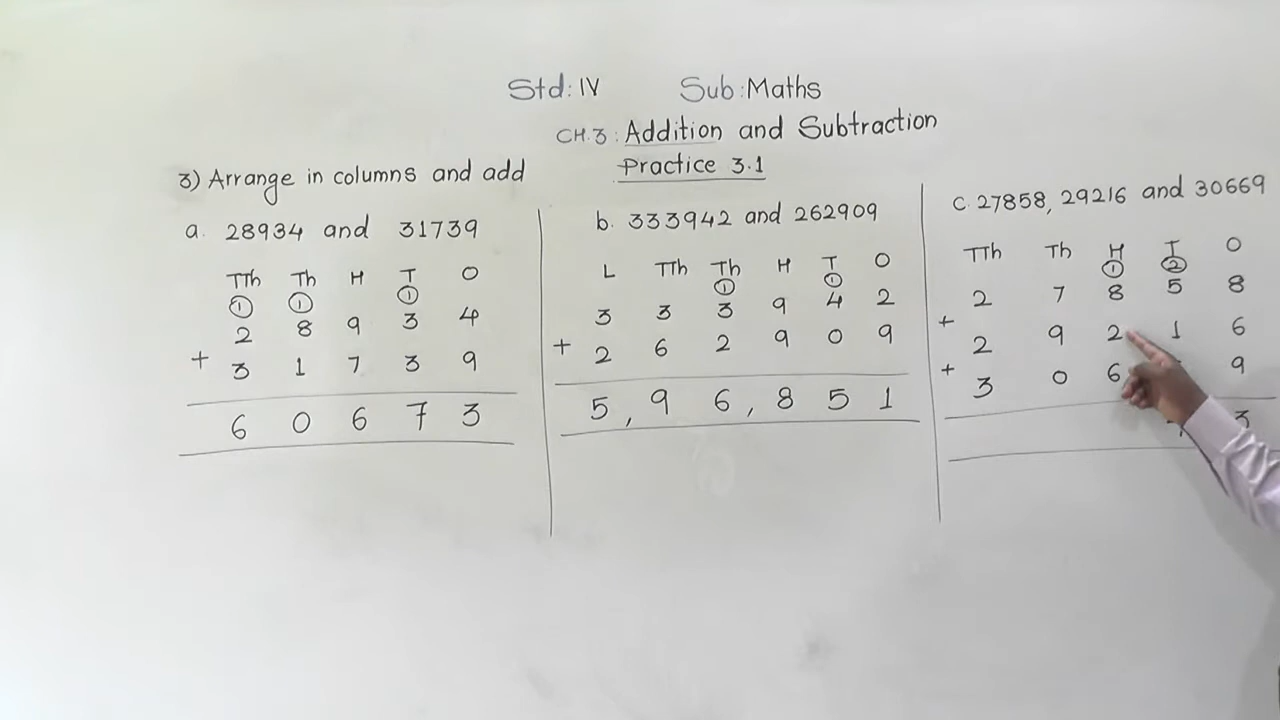 Std: IV Sub: Maths
CH.3: Addition and Subtraction
Practice 3.1
3) Arrange in columns and add
a. 28934 and 31739
TTh Th H T O
1 1 1
2 8 9 3 4
+ 3 1 7 3 9
6 0 6 7 3
b. 333942 and 262909
L TTh Th H T O
1 1
3 3 3 9 4 2
+ 2 6 2 9 0 9
5, 9 6, 8 5 1
c. 27858, 29216 and 30669
TTh Th H T O
1 2
2 7 8 5 8
+ 2 9 2 1 6
+ 3 0 6 9
3